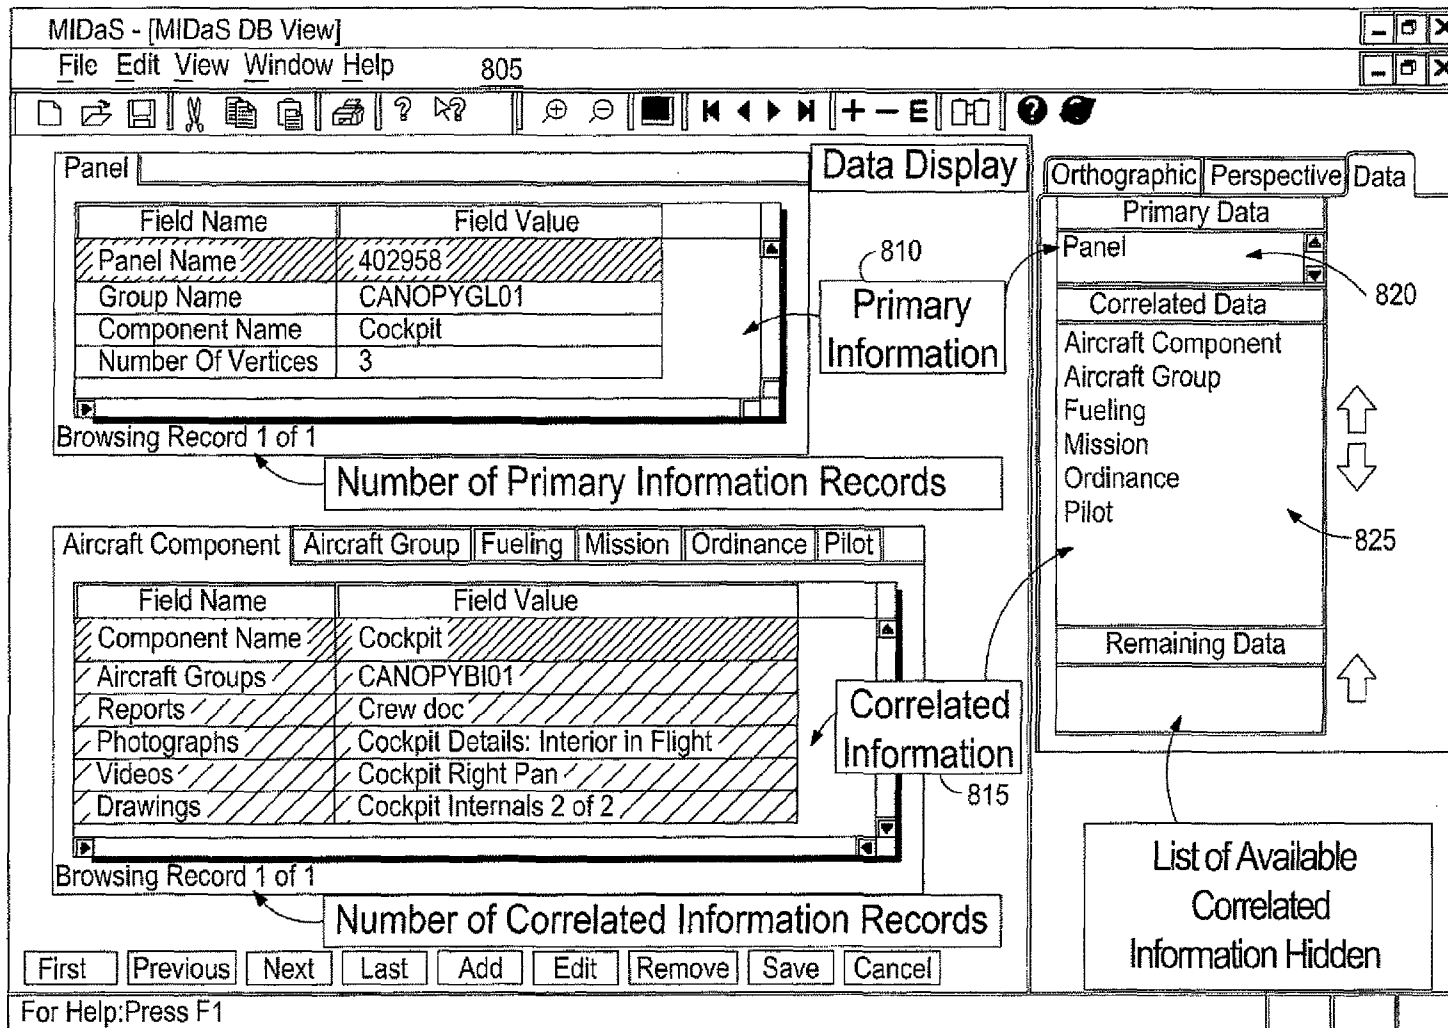 MIDaS - [MIDaS DB View]
File Edit View Window Help
805
Panel
Data Display
Field Name Field Value
Panel Name 402958
Group Name CANOPYGL01
Component Name Cockpit
Number Of Vertices 3
Browsing Record 1 of 1
810
Primary
Information
Number of Primary Information Records
Aircraft Component Aircraft Group Fueling Mission Ordinance Pilot
Field Name Field Value
Component Name Cockpit
Aircraft Groups CANOPYBI01
Reports Crew doc
Photographs Cockpit Details: Interior in Flight
Videos Cockpit Right Pan
Drawings Cockpit Internals 2 of 2
Browsing Record 1 of 1
Correlated
Information
815
Number of Correlated Information Records
First Previous Next Last Add Edit Remove Save Cancel
For Help:Press F1
Orthographic Perspective Data
Primary Data
Panel
820
Correlated Data
Aircraft Component
Aircraft Group
Fueling
Mission
Ordinance
Pilot
825
Remaining Data
List of Available
Correlated
Information Hidden